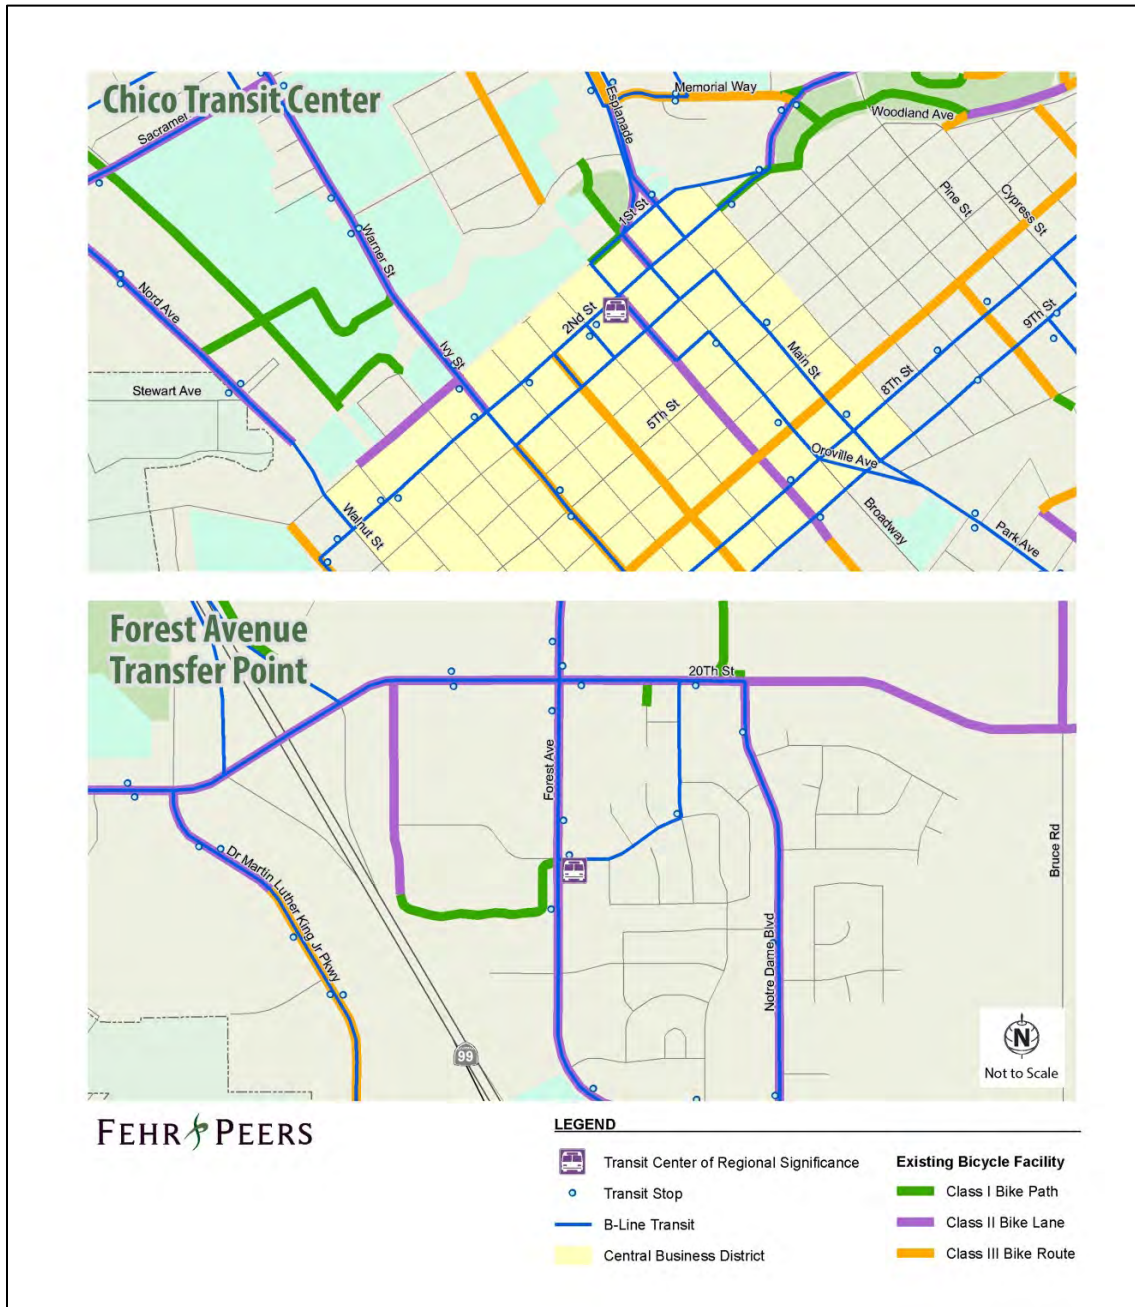 Chico Transit Center
Sacramer
Esplanade
Memorial Way
Woodland Ave
Pine St
Cypress St
1St St
Warner St
Nord Ave
2Nd St
Ivy St
Main St
9Th St
8Th St
Stewart Ave
5Th St
Oroville Ave
Walnut St
Broadway
Park Ave
Forest Avenue
Transfer Point
20Th St
Forest Ave
Bruce Rd
Dr Martin Luther King Jr Pkwy
Notre Dame Blvd
99
N
Not to Scale
FEHR PEERS
LEGEND
Transit Center of Regional Significance
Transit Stop
B-Line Transit
Central Business District
Existing Bicycle Facility
Class I Bike Path
Class II Bike Lane
Class III Bike Route